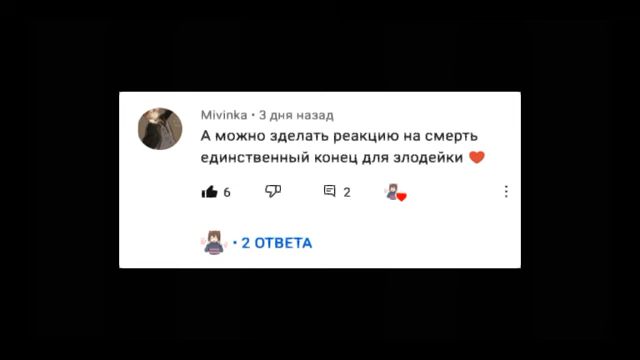 Mivinka • 3 дня назад
А можно зделать реакцию на смерть
единственный конец для злодейки ❤️
6
2
• 2 ОТВЕТА